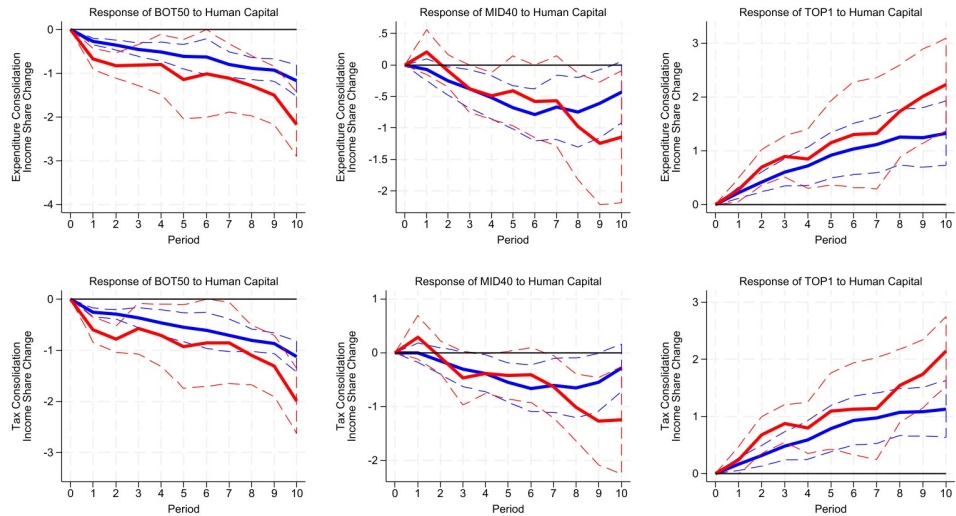 Response of BOT50 to Human Capital
Expenditure Consolidation
Income Share Change
0
-1
-2
-3
-4
0 1 2 3 4 5 6 7 8 9 10
Period
Response of MID40 to Human Capital
Expenditure Consolidation
Income Share Change
.5
0
-.5
-1
-1.5
-2
0 1 2 3 4 5 6 7 8 9 10
Period
Response of TOP1 to Human Capital
Expenditure Consolidation
Income Share Change
3
2
1
0
0 1 2 3 4 5 6 7 8 9 10
Period
Response of BOT50 to Human Capital
Tax Consolidation
Income Share Change
0
-1
-2
-3
0 1 2 3 4 5 6 7 8 9 10
Period
Response of MID40 to Human Capital
Tax Consolidation
Income Share Change
1
0
-1
-2
0 1 2 3 4 5 6 7 8 9 10
Period
Response of TOP1 to Human Capital
Tax Consolidation
Income Share Change
3
2
1
0
0 1 2 3 4 5 6 7 8 9 10
Period